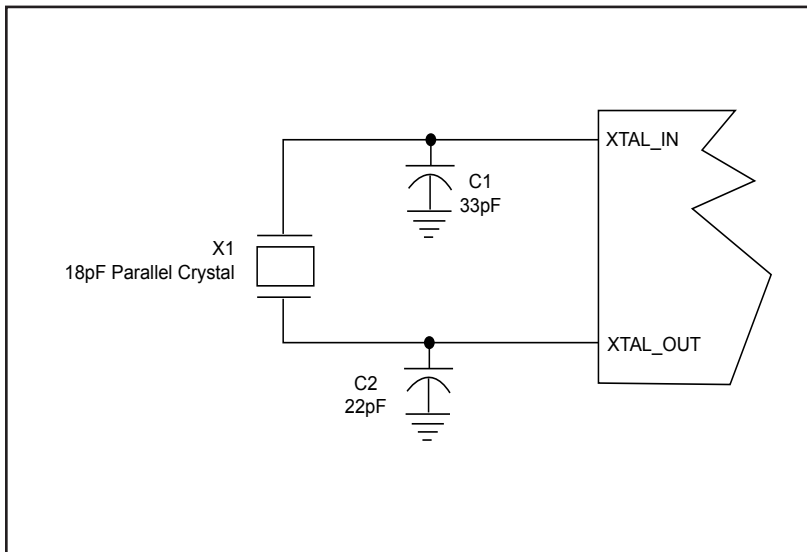 XTAL_IN
C1
33pF
X1
18pF Parallel Crystal
XTAL_OUT
C2
22pF